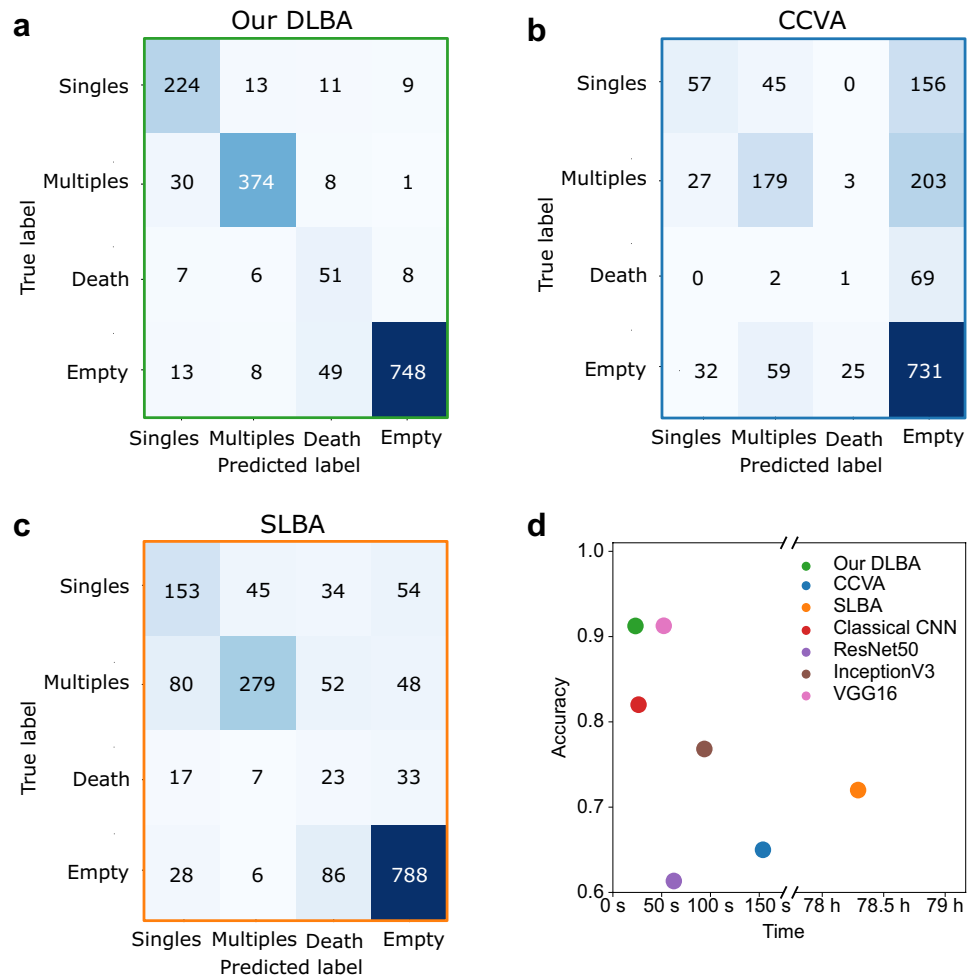 a
Our DLBA
True label
Singles
224 13 11 9
Multiples
30 374 8 1
Death
7 6 51 8
Empty
13 8 49 748
Singles Multiples Death Empty
Predicted label
b
CCVA
True label
Singles
57 45 0 156
Multiples
27 179 3 203
Death
0 2 1 69
Empty
32 59 25 731
Singles Multiples Death Empty
Predicted label
c
SLBA
True label
Singles
153 45 34 54
Multiples
80 279 52 48
Death
17 7 23 33
Empty
28 6 86 788
Singles Multiples Death Empty
Predicted label
d
Accuracy
1.0
0.9
0.8
0.7
0.6
Our DLBA
CCVA
SLBA
Classical CNN
ResNet50
InceptionV3
VGG16
0 s 50 s 100 s 150 s 78 h 78.5 h 79 h
Time